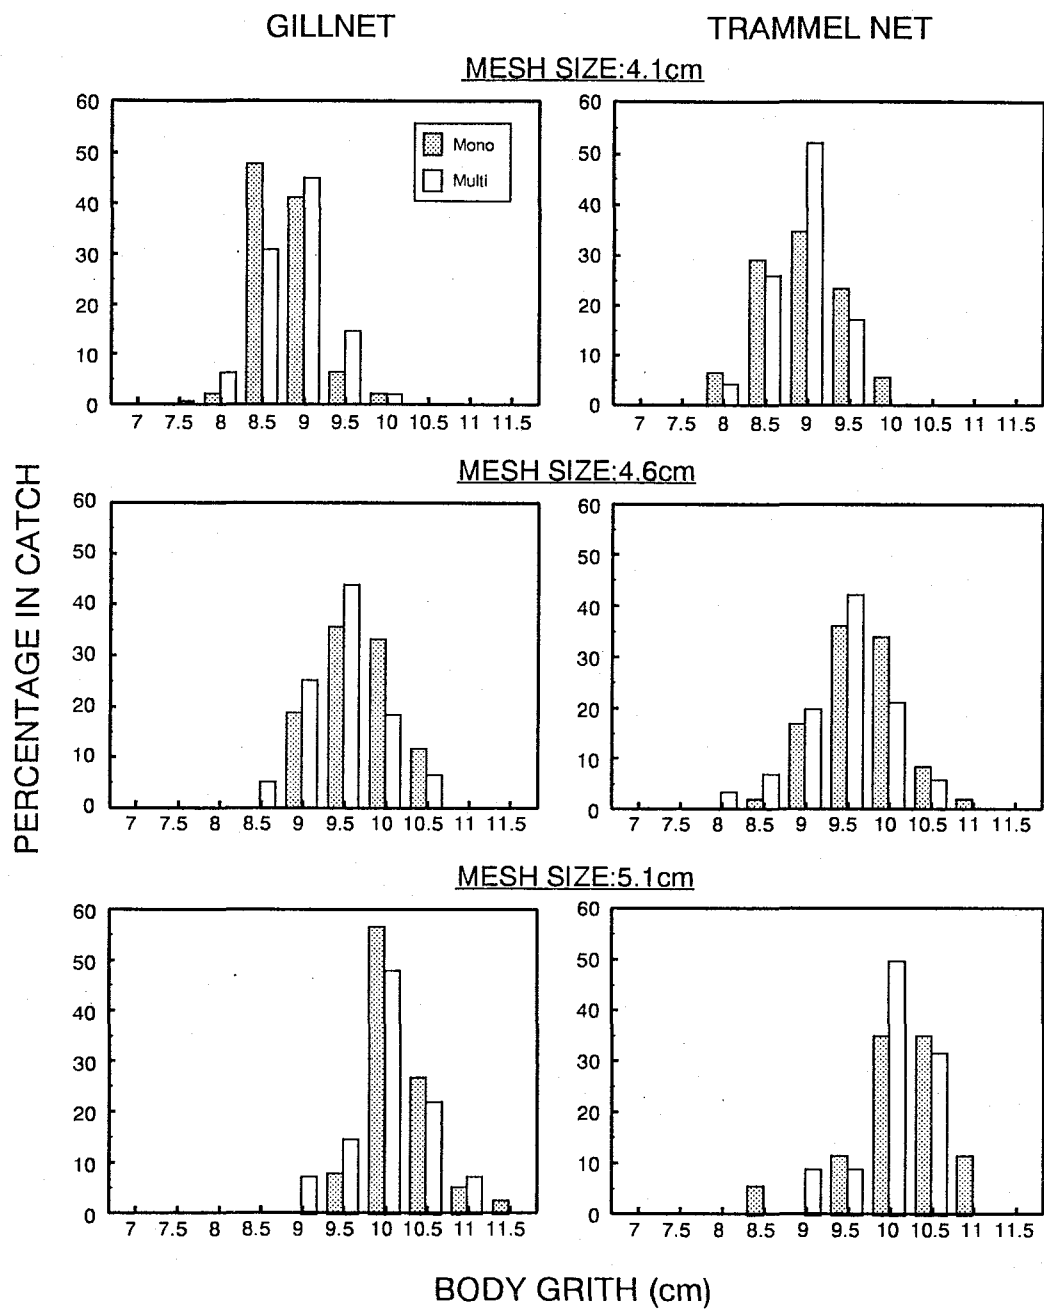 GILLNET TRAMMEL NET
MESH SIZE:4.1cm
60 60
50 Mono 50
40 Multi 40
30 30
20 20
10 10
0 0
7 7.5 8 8.5 9 9.5 10 10.5 11 11.5 7 7.5 8 8.5 9 9.5 10 10.5 11 11.5
PERCENTAGE IN CATCH
MESH SIZE:4.6cm
60 60
50 50
40 40
30 30
20 20
10 10
0 0
7 7.5 8 8.5 9 9.5 10 10.5 11 11.5 7 7.5 8 8.5 9 9.5 10 10.5 11 11.5
MESH SIZE:5.1cm
60 60
50 50
40 40
30 30
20 20
10 10
0 0
7 7.5 8 8.5 9 9.5 10 10.5 11 11.5 7 7.5 8 8.5 9 9.5 10 10.5 11 11.5
BODY GRITH (cm)